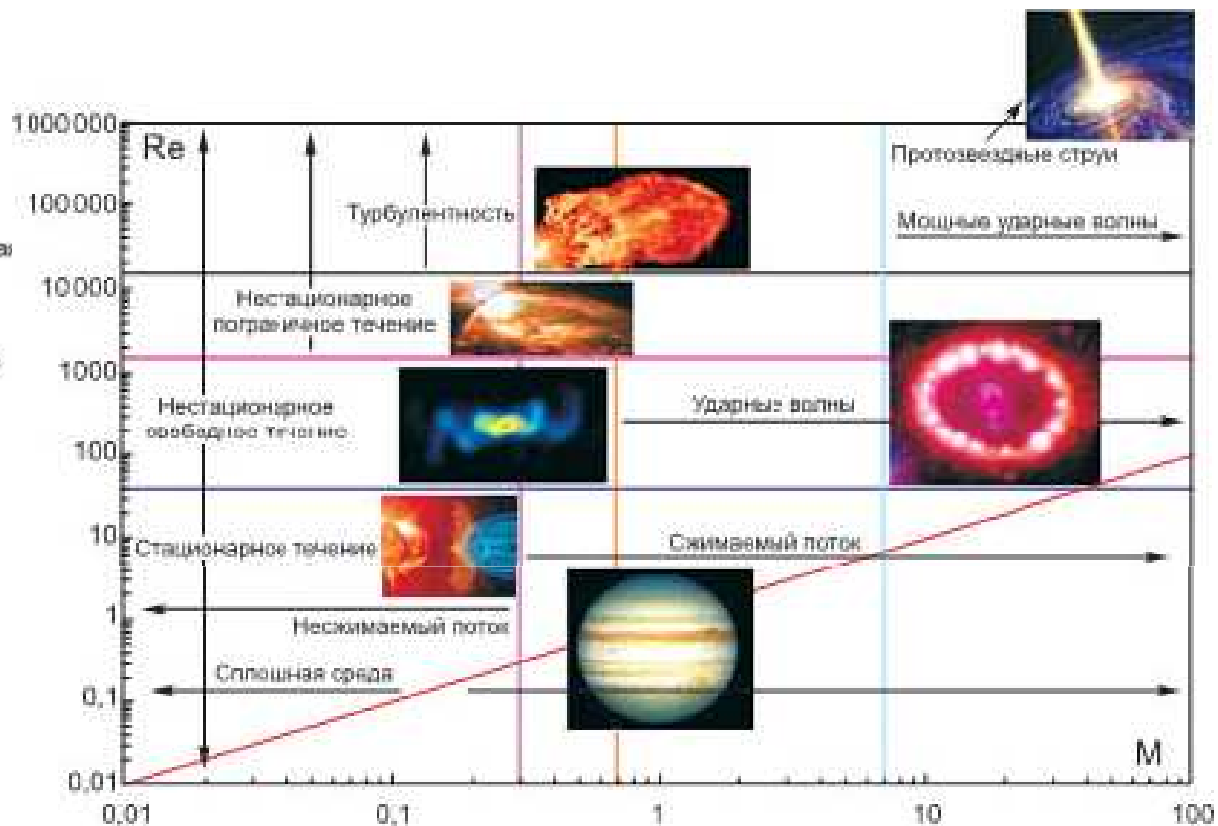 1000000
Re
Протозвездные струи
100000
Турбулентность
Мощные ударные волны
10000
Нестационарное
пограничное течение
1000
Нестационарное
свободное течение
Ударные волны
100
10
Стационарное течение
Сжимаемый поток
1
Несжимаемый поток
Сплошная среда
0,1
M
0,01
0,01
0,1
1
10
100